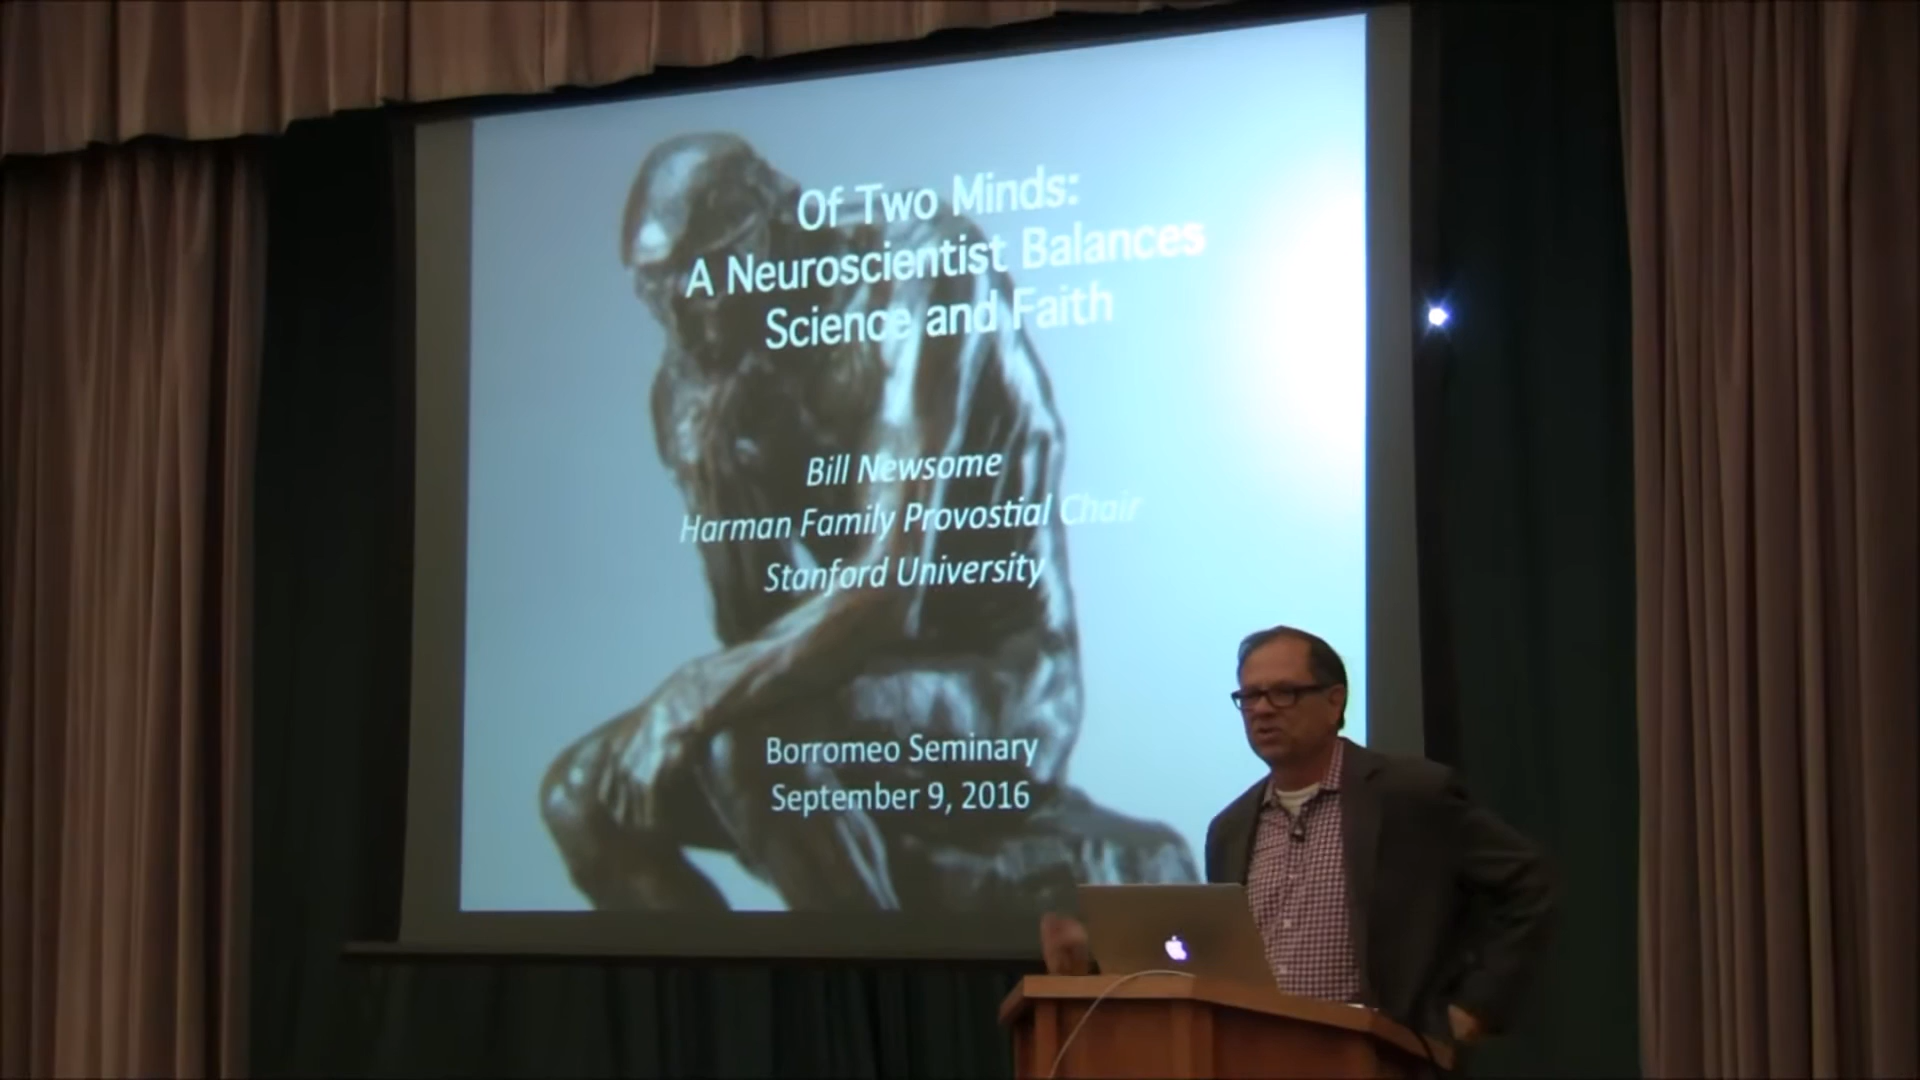 Of Two Minds:
A Neuroscientist Balances
Science and Faith
Bill Newsome
Harman Family Provostial Chair
Stanford University
Borromeo Seminary
September 9, 2016